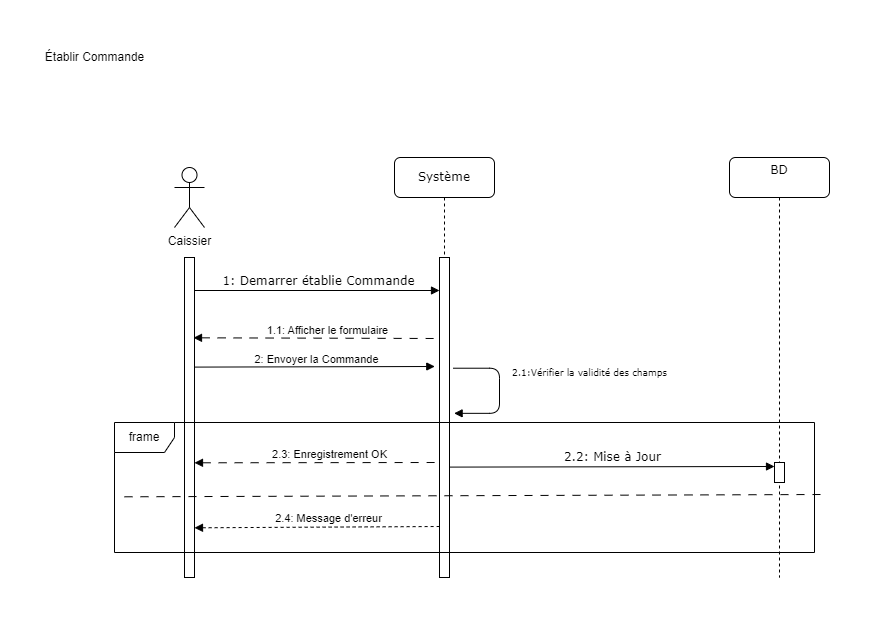 Établir Commande
Système
BD
Caissier
1: Demarrer établie Commande
1.1: Afficher le formulaire
2: Envoyer la Commande
2.1:Vérifier la validité des champs
frame
2.3: Enregistrement OK
2.2: Mise à Jour
2.4: Message d'erreur